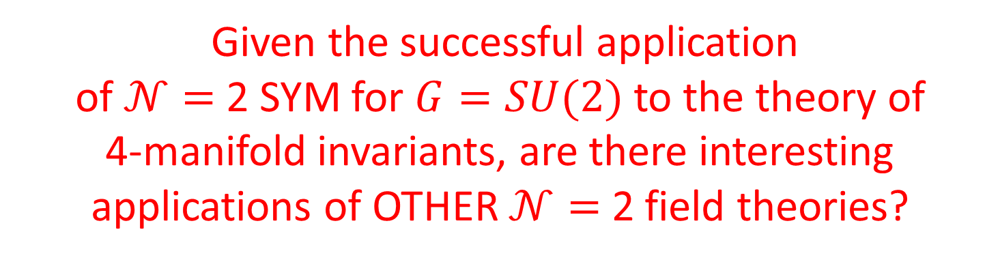 Given the successful application
of 𝒩 = 2 SYM for 𝐺 = 𝑆𝑈(2) to the theory of
4-manifold invariants, are there interesting
applications of OTHER 𝒩 = 2 field theories?